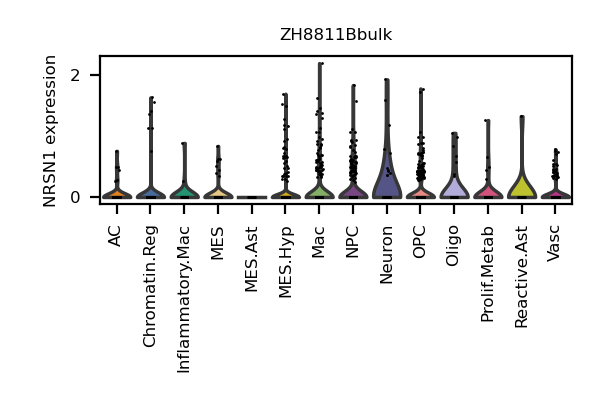 ZH8811Bbulk
NRSN1 expression
2
0
AC
Chromatin.Reg
Inflammatory.Mac
MES
MES.Ast
MES.Hyp
Mac
NPC
Neuron
OPC
Oligo
Prolif.Metab
Reactive.Ast
Vasc